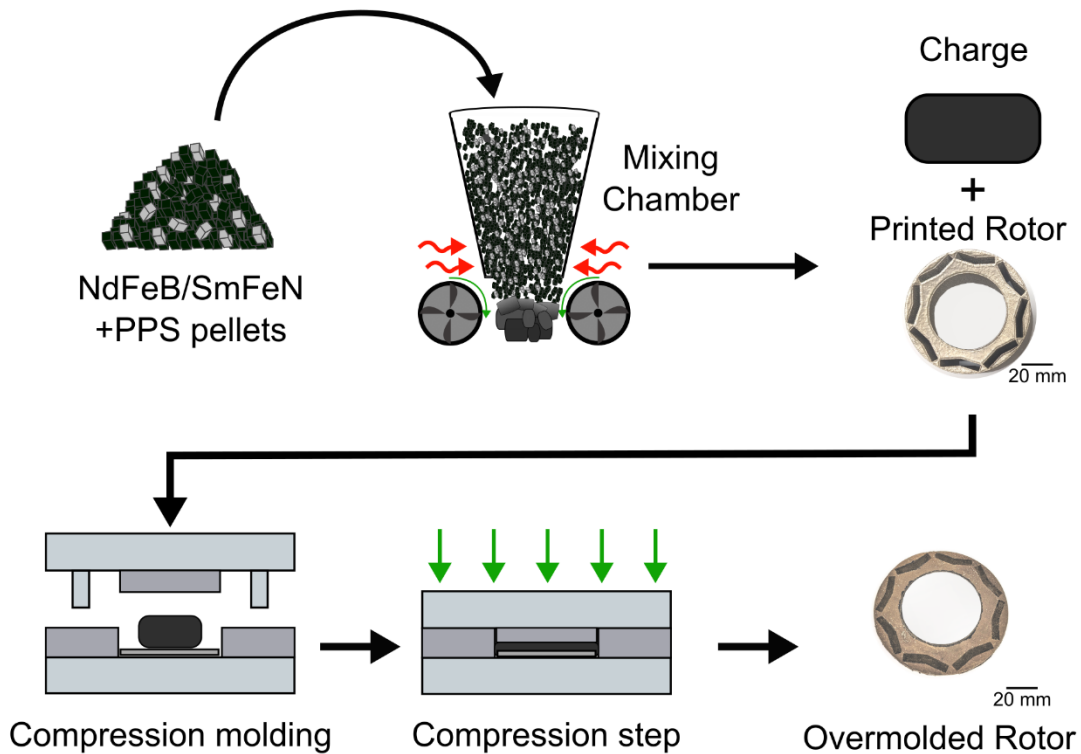 Charge
Mixing
Chamber
+
Printed Rotor
NdFeB/SmFeN
+PPS pellets
20 mm
Compression molding
Compression step
20 mm
Overmolded Rotor